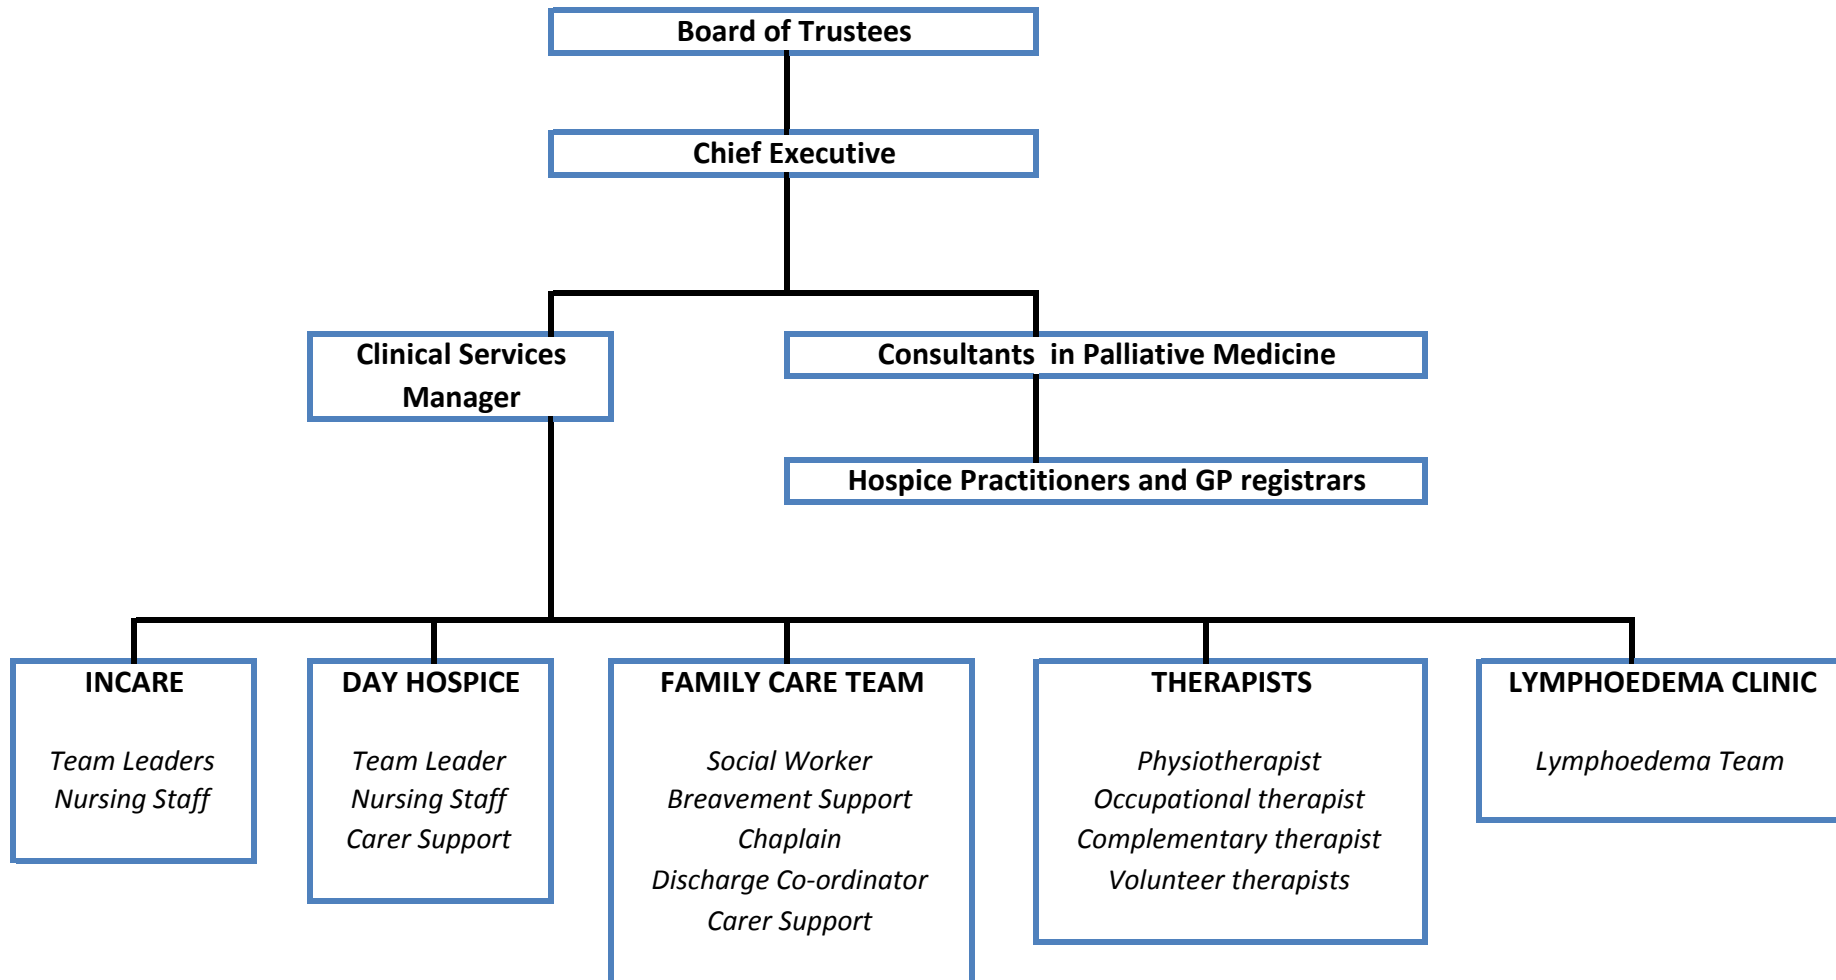 Board of Trustees
Chief Executive
Clinical Services
Manager
Consultants  in Palliative Medicine
Hospice Practitioners and GP registrars
INCARE
Team Leaders
Nursing Staff
DAY HOSPICE
Team Leader
Nursing Staff
Carer Support
FAMILY CARE TEAM
Social Worker
Breavement Support
Chaplain
Discharge Co-ordinator
Carer Support
THERAPISTS
Physiotherapist
Occupational therapist
Complementary therapist
Volunteer therapists
LYMPHOEDEMA CLINIC
Lymphoedema Team